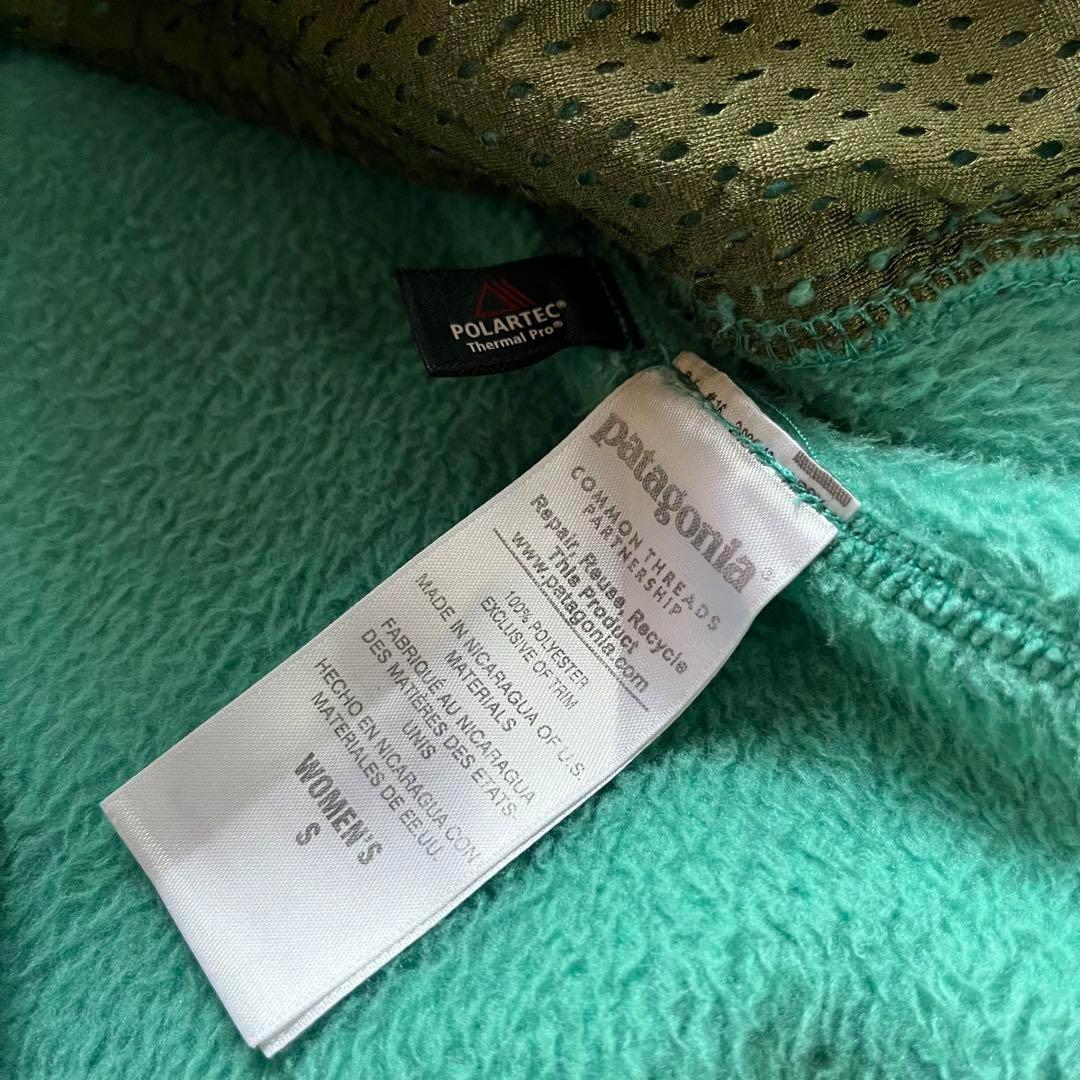 POLARTEC®
Thermal Pro®
patagonia®
COMMON THREADS
PARTNERSHIP
Repair, Reuse, Recycle
This product
www.patagonia.com
100% POLYESTER
EXCLUSIVE OF TRIM
MADE IN NICARAGUA OF U.S.
MATERIALS
FABRIQUÉ AU NICARAGUA
DES MATIÈRES DES ETATS-
UNIS
HECHO EN NICARAGUA CON
MATERIALES DE EE.UU.
WOMEN'S
S